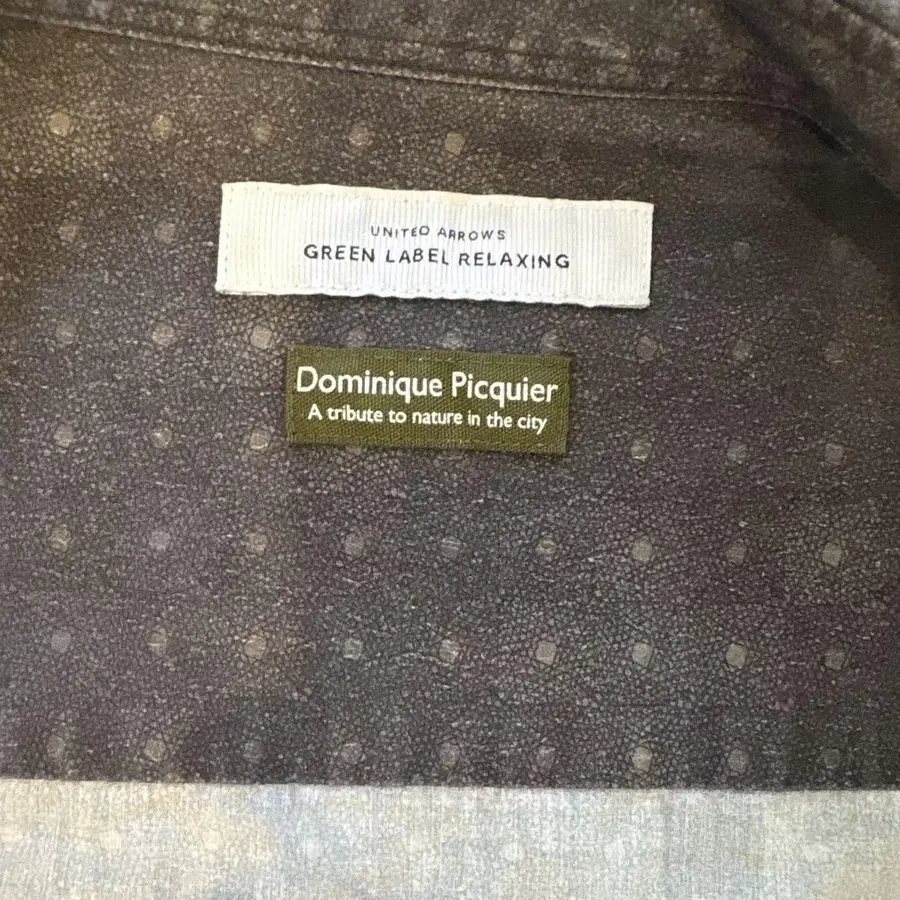 UNITED ARROWS
GREEN LABEL RELAXING
Dominique Picquier
A tribute to nature in the city